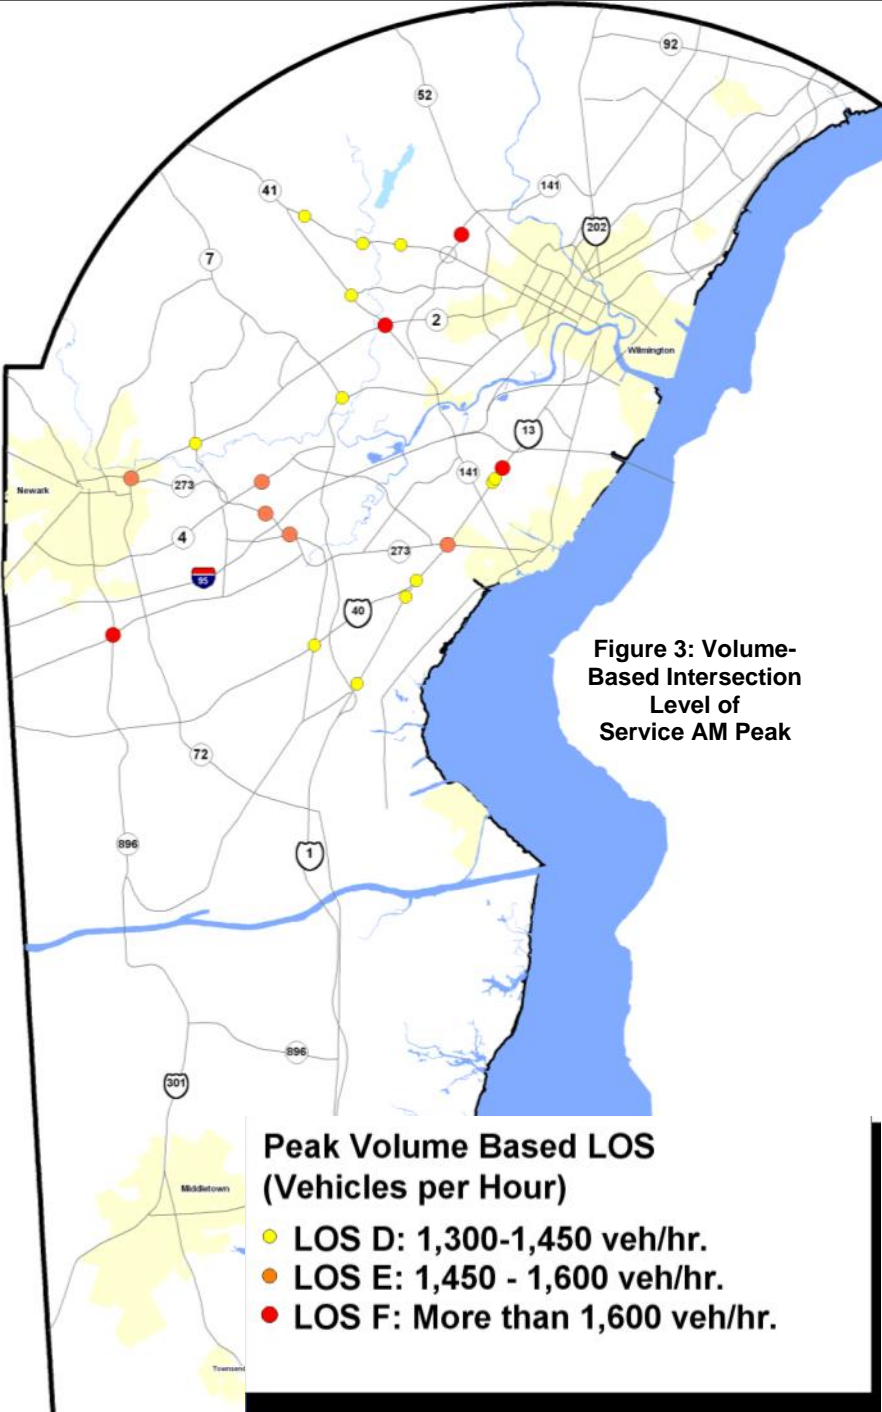 92
52
141
41
202
7
2
Wilmington
13
141
Newark
273
4
273
95
40
Figure 3: Volume-
Based Intersection
Level of
Service AM Peak
72
896
1
896
301
Middletown
Townsend
Peak Volume Based LOS
(Vehicles per Hour)
LOS D: 1,300-1,450 veh/hr.
LOS E: 1,450 - 1,600 veh/hr.
LOS F: More than 1,600 veh/hr.